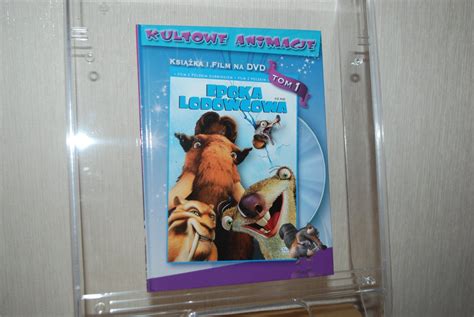 KULTOWE ANIMACJE
KSIĄŻKA I FILM NA DVD
TOM 1
EPOKA
LODOWCOWA